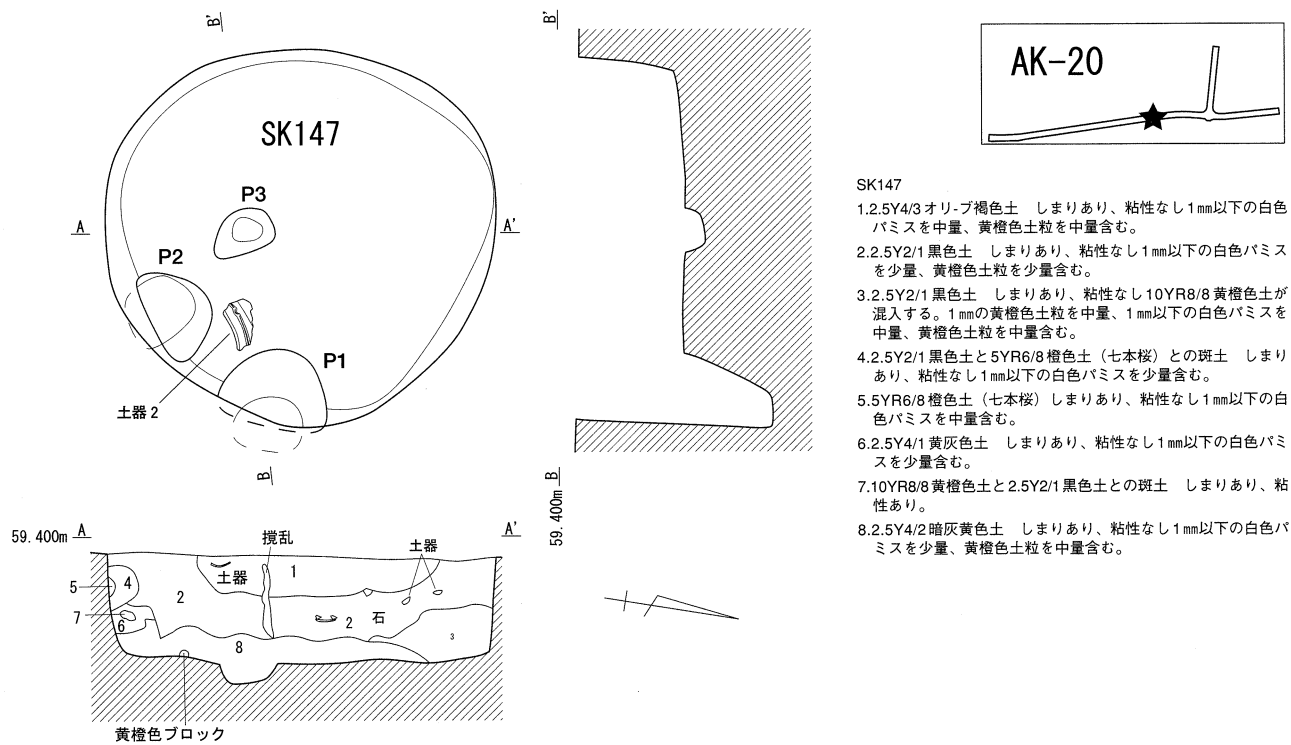 B'
B'
AK-20
SK147
P3
A
A'
P2
P1
土器2
B
B
59.400m
SK147
1.2.5Y4/3オリ-ブ褐色土　しまりあり、粘性なし1㎜以下の白色
パミスを中量、黄橙色土粒を中量含む。
2.2.5Y2/1黒色土　しまりあり、粘性なし1㎜以下の白色パミス
を少量、黄橙色土粒を少量含む。
3.2.5Y2/1黒色土　しまりあり、粘性なし10YR8/8黄橙色土が
混入する。1㎜の黄橙色土粒を中量、1㎜以下の白色パミスを
中量、黄橙色土粒を中量含む。
4.2.5Y2/1黒色土と5YR6/8橙色土（七本桜）との斑土　しまり
あり、粘性なし1㎜以下の白色パミスを少量含む。
5.5YR6/8橙色土（七本桜）しまりあり、粘性なし1㎜以下の白
色パミスを中量含む。
6.2.5Y4/1黄灰色土　しまりあり、粘性なし1㎜以下の白色パミ
スを少量含む。
7.10YR8/8黄橙色土と2.5Y2/1黒色土との斑土　しまりあり、粘
性あり。
8.2.5Y4/2暗灰黄色土　しまりあり、粘性なし1㎜以下の白色パ
ミスを少量、黄橙色土粒を中量含む。
59.400m A
A'
撹乱
土器
土器
1
5
4
2
7
6
2
石
3
8
黄橙色ブロック